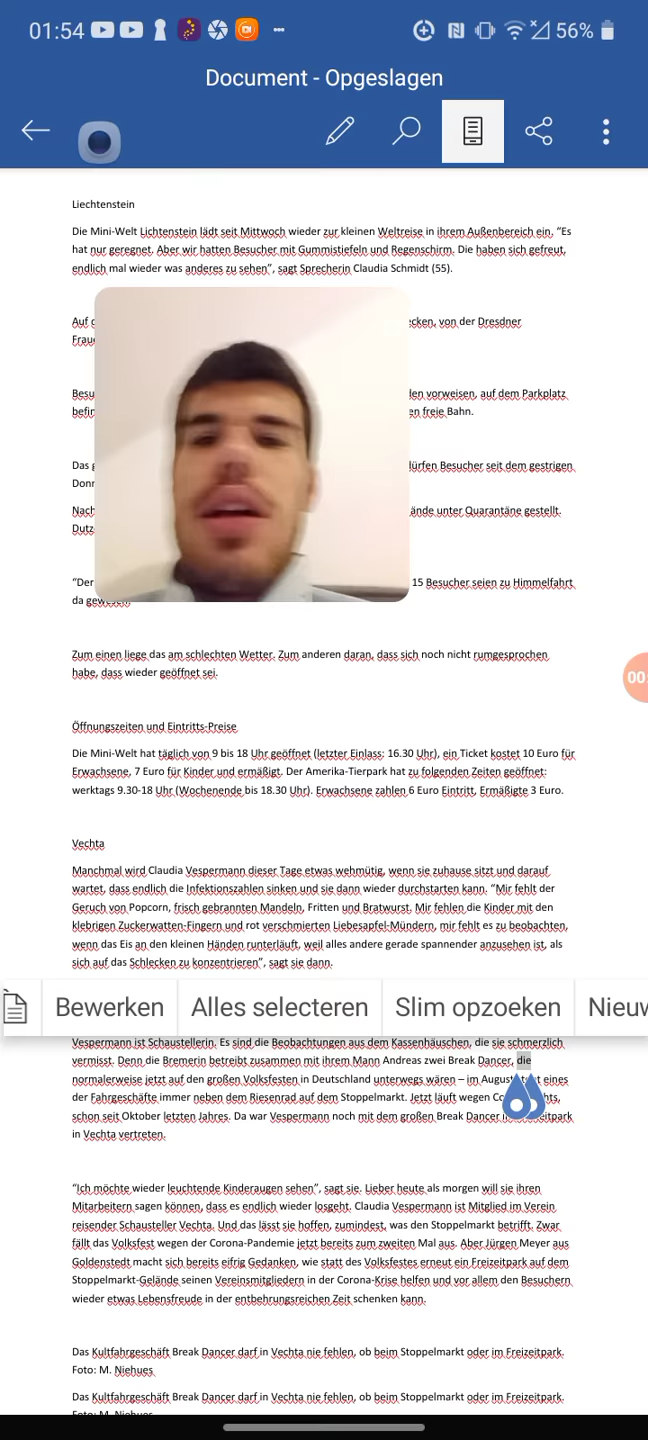 01:54
56%
Document - Opgeslagen
Liechtenstein
Die Mini-Welt Lichtenstein lädt seit Mittwoch wieder zur kleinen Weltreise in ihrem Außenbereich ein. “Es
hat nur geregnet. Aber wir hatten Besucher mit Gummistiefeln und Regenschirm. Die haben sich gefreut,
endlich mal wieder was anderes zu sehen”, sagt Sprecherin Claudia Schmidt (55).
Auf von der Dresdner
vorweisen, auf dem Parkplatz
freie Bahn.
Das dürfen Besucher seit dem gestrigen
unter Quarantäne gestellt.
“Der 15 Besucher seien zu Himmelfahrt
da
Zum einen liege das am schlechten Wetter. Zum anderen daran, dass sich noch nicht rumgesprochen
habe, dass wieder geöffnet sei.
Öffnungszeiten und Eintritts-Preise
Die Mini-Welt hat täglich von 9 bis 18 Uhr geöffnet (letzter Einlass: 16.30 Uhr), ein Ticket kostet 10 Euro für
Erwachsene, 7 Euro für Kinder und ermäßigt. Der Amerika-Tierpark hat zu folgenden Zeiten geöffnet:
werktags 9.30-18 Uhr (Wochenende bis 18.30 Uhr). Erwachsene zahlen 6 Euro Eintritt, Ermäßigte 3 Euro.
Vechta
Manchmal wird Claudia Vespermann dieser Tage etwas wehmütig, wenn sie zuhause sitzt und darauf
wartet, dass endlich die Infektionszahlen sinken und sie dann wieder durchstarten kann. “Mir fehlt der
Geruch von Popcorn, frisch gebrannten Mandeln, Fritten und Bratwurst. Mir fehlen die Kinder mit den
klebrigen Zuckerwatten-Fingern und rot verschmierten Liebesapfel-Mündern, mir fehlt es zu beobachten,
wenn das Eis an den kleinen Händen runterläuft, weil alles andere gerade spannender anzusehen ist, als
sich auf das Schlecken zu konzentrieren”, sagt sie dann.
Bewerken Alles selecteren Slim opzoeken
Vespermann ist Schaustellerin. Es sind die Beobachtungen aus dem Kassenhäuschen, die sie schmerzlich
vermisst. Denn die Bremerin betreibt zusammen mit ihrem Mann Andreas zwei Break Dancer, die
normalerweise jetzt auf den großen Volksfesten in Deutschland unterwegs wären – im August eines
der Fahrgeschäfte immer neben dem Riesenrad auf dem Stoppelmarkt. Jetzt läuft wegen
schon seit Oktober letzten Jahres. Da war Vespermann noch mit dem großen Break Dancer
in Vechta vertreten.
“Ich möchte wieder leuchtende Kinderaugen sehen”, sagt sie. Lieber heute als morgen will sie ihren
Mitarbeitern sagen können, dass es endlich wieder losgeht. Claudia Vespermann ist Mitglied im Verein
reisender Schausteller Vechta. Und das lässt sie hoffen, zumindest, was den Stoppelmarkt betrifft. Zwar
fällt das Volksfest wegen der Corona-Pandemie jetzt bereits zum zweiten Mal aus. Aber Jürgen Meyer aus
Goldenstedt macht sich bereits eifrig Gedanken, wie statt des Volksfestes erneut ein Freizeitpark auf dem
Stoppelmarkt-Gelände seinen Vereinsmitgliedern in der Corona-Krise helfen und vor allem den Besuchern
wieder etwas Lebensfreude in der entbehrungsreichen Zeit schenken kann.
Das Kultfahrgeschäft Break Dancer darf in Vechta nie fehlen, ob beim Stoppelmarkt oder im Freizeitpark.
Foto: M. Niehues
Das Kultfahrgeschäft Break Dancer darf in Vechta nie fehlen, ob beim Stoppelmarkt oder im Freizeitpark.
Foto: M. Niehues